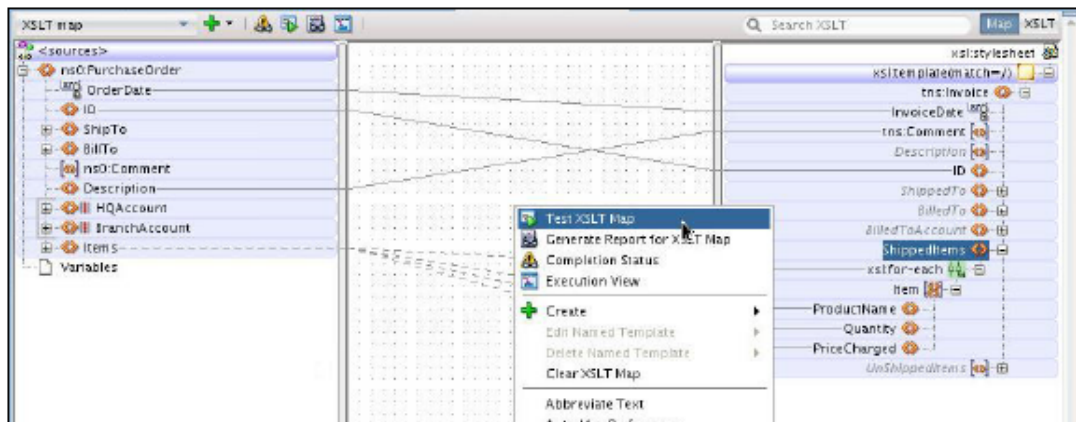 XSLT map
Search XSLT
Map XSLT
<sources>
ns0:PurchaseOrder
OrderDate
ID
ShipTo
BillTo
ns0:Comment
Description
HQAccount
BranchAccount
Items
Variables
Test XSLT Map
Generate Report for XSLT Map
Completion Status
Execution View
Create
Edit Named Template
Delete Named Template
Clear XSLT Map
Abbreviate Text
xsl:stylesheet
xsl:template(match=/)
tns:Invoice
InvoiceDate
tns:Comment
Description
ID
ShippedTo
BilledTo
BilledToAccount
ShippedItems
xsl:for-each
Item
ProductName
Quantity
PriceCharged
UnShippedItems